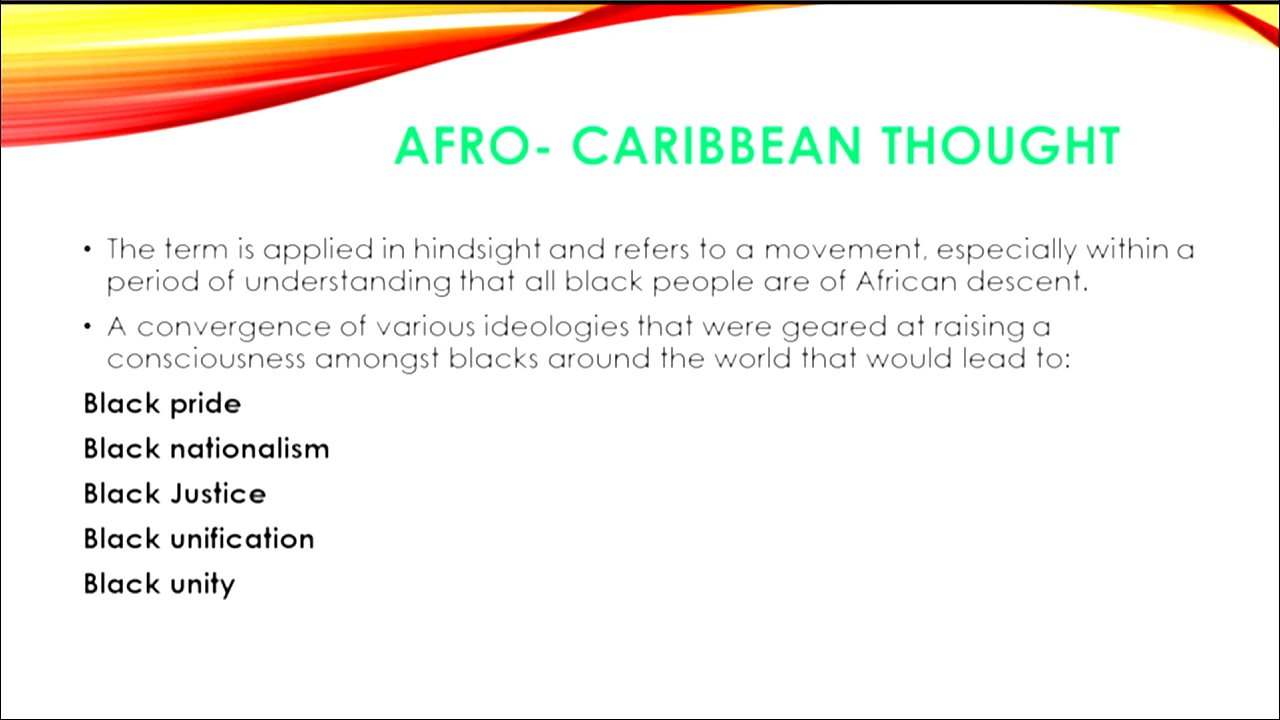 AFRO- CARIBBEAN THOUGHT
• The term is applied in hindsight and refers to a movement, especially within a
period of understanding that all black people are of African descent.
• A convergence of various ideologies that were geared at raising a
consciousness amongst blacks around the world that would lead to:
Black pride
Black nationalism
Black Justice
Black unification
Black unity